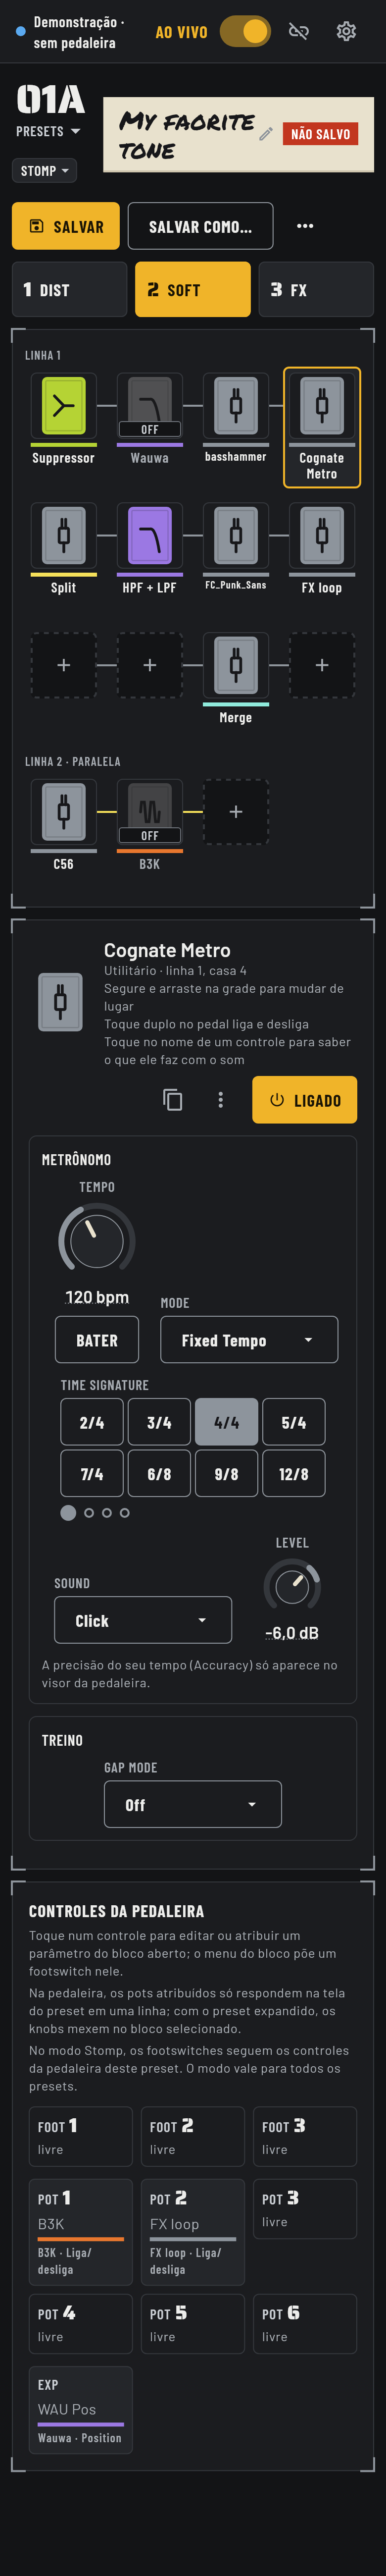 Demonstração ·
sem pedaleira
AO VIVO
01A
PRESETS
STOMP
My faorite
tone
NÃO SALVO
SALVAR
SALVAR COMO...
1 DIST
2 SOFT
3 FX
LINHA 1
OFF
Suppressor
Wauwa
basshammer
Cognate
Metro
Split
HPF + LPF
FC_Punk_Sans
FX loop
Merge
LINHA 2 · PARALELA
OFF
C56
B3K
Cognate Metro
Utilitário · linha 1, casa 4
Segure e arraste na grade para mudar de
lugar
Toque duplo no pedal liga e desliga
Toque no nome de um controle para saber
o que ele faz com o som
LIGADO
METRÔNOMO
TEMPO
120 bpm
MODE
BATER
Fixed Tempo
TIME SIGNATURE
2/4
3/4
4/4
5/4
7/4
6/8
9/8
12/8
LEVEL
SOUND
Click
-6,0 dB
A precisão do seu tempo (Accuracy) só aparece no
visor da pedaleira.
TREINO
GAP MODE
Off
CONTROLES DA PEDALEIRA
Toque num controle para editar ou atribuir um
parâmetro do bloco aberto; o menu do bloco põe um
footswitch nele.
Na pedaleira, os pots atribuídos só respondem na tela
do preset em uma linha; com o preset expandido, os
knobs mexem no bloco selecionado.
No modo Stomp, os footswitches seguem os controles
da pedaleira deste preset. O modo vale para todos os
presets.
FOOT 1
livre
FOOT 2
livre
FOOT 3
livre
POT 1
B3K
B3K · Liga/
desliga
POT 2
FX loop
FX loop · Liga/
desliga
POT 3
livre
POT 4
livre
POT 5
livre
POT 6
livre
EXP
WAU Pos
Wauwa · Position